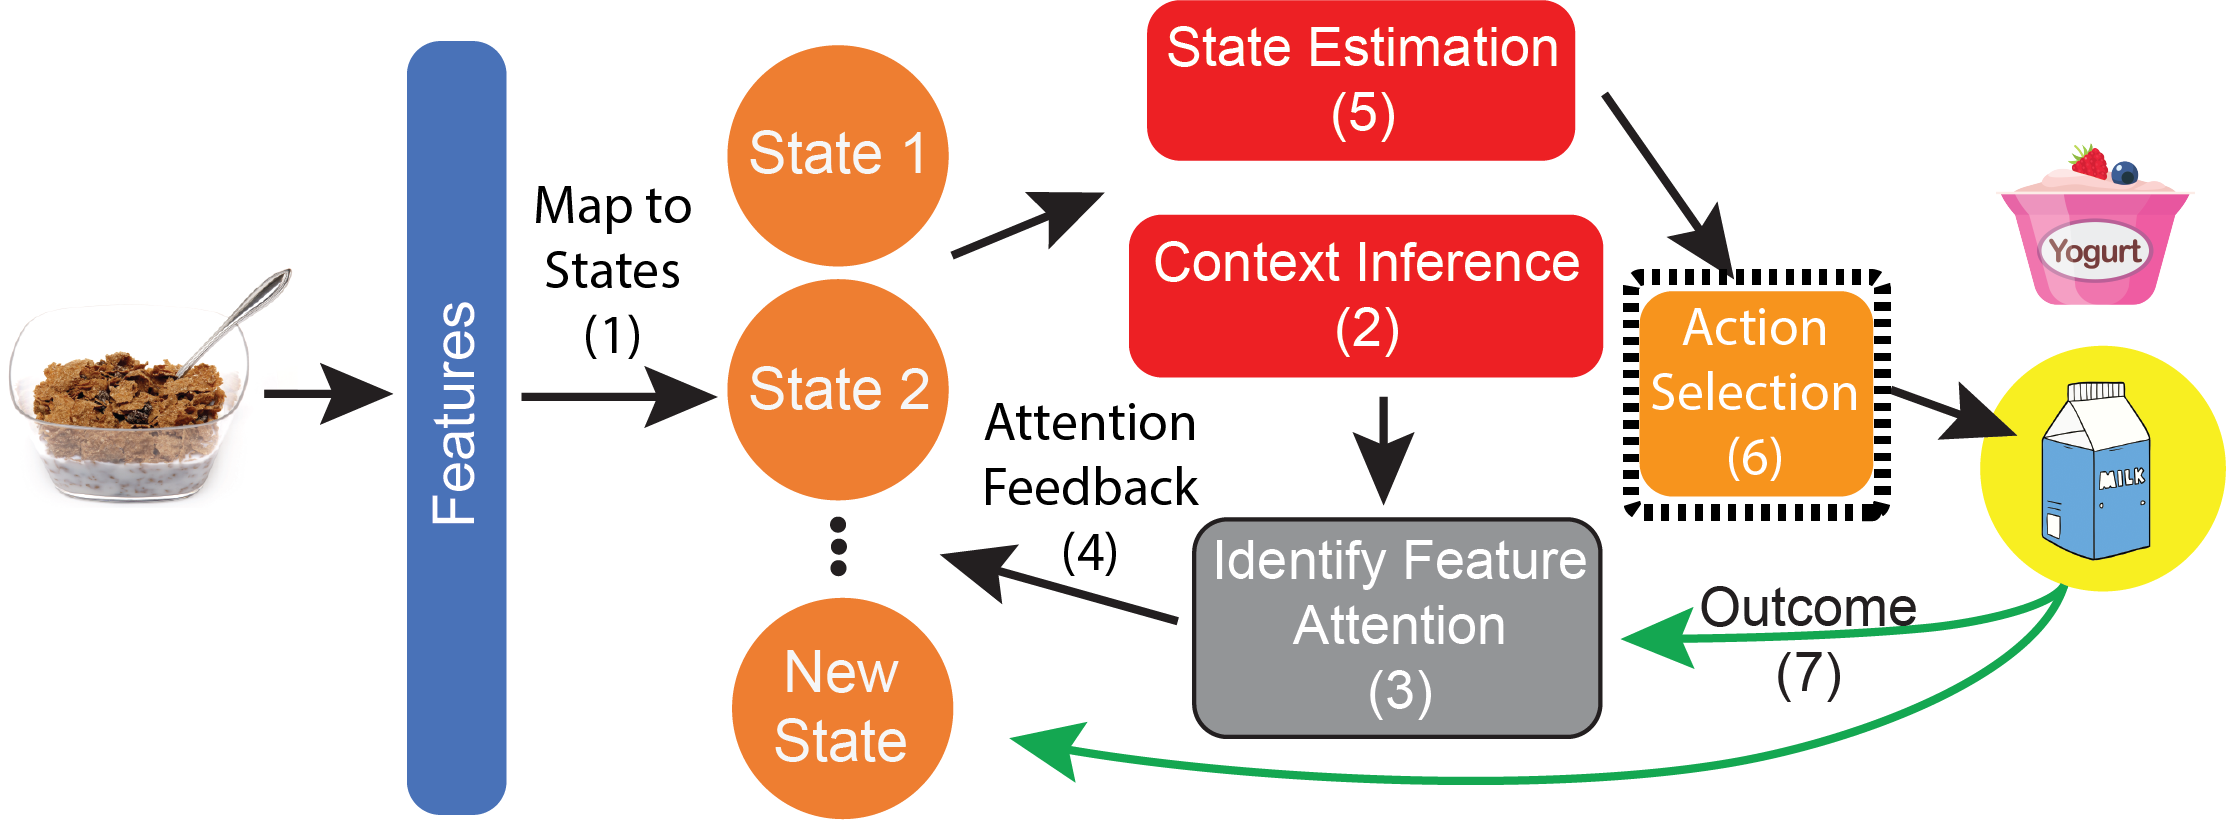 Features
Map to
States
(1)
State 1
State 2
New
State
State Estimation
(5)
Context Inference
(2)
Attention
Feedback
(4)
Identify Feature
Attention
(3)
Action
Selection
(6)
Yogurt
MILK
Outcome
(7)